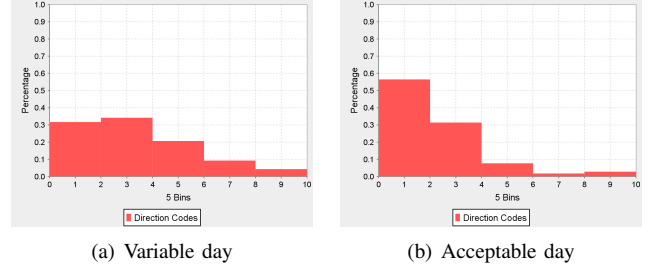 1.0
0.9
0.8
0.7
0.6
0.5
0.4
0.3
0.2
0.1
0.0
Percentage
0 1 2 3 4 5 6 7 8 9 10
5 Bins
Direction Codes
(a) Variable day
1.0
0.9
0.8
0.7
0.6
0.5
0.4
0.3
0.2
0.1
0.0
Percentage
0 1 2 3 4 5 6 7 8 9 10
5 Bins
Direction Codes
(b) Acceptable day